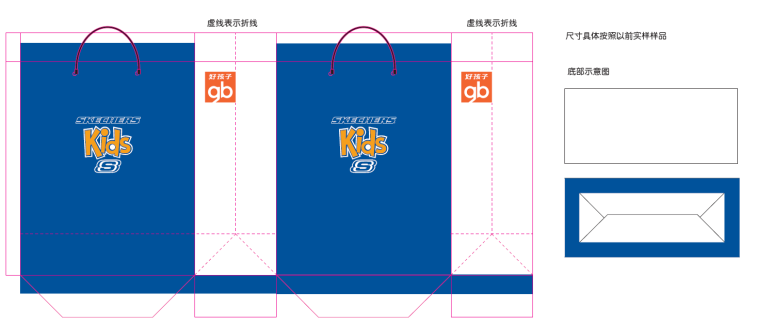 虚线表示折线
虚线表示折线
尺寸具体按照以前实样样品
底部示意图
好孩子
gb
好孩子
gb
SKECHERS
Kids
S
SKECHERS
Kids
S